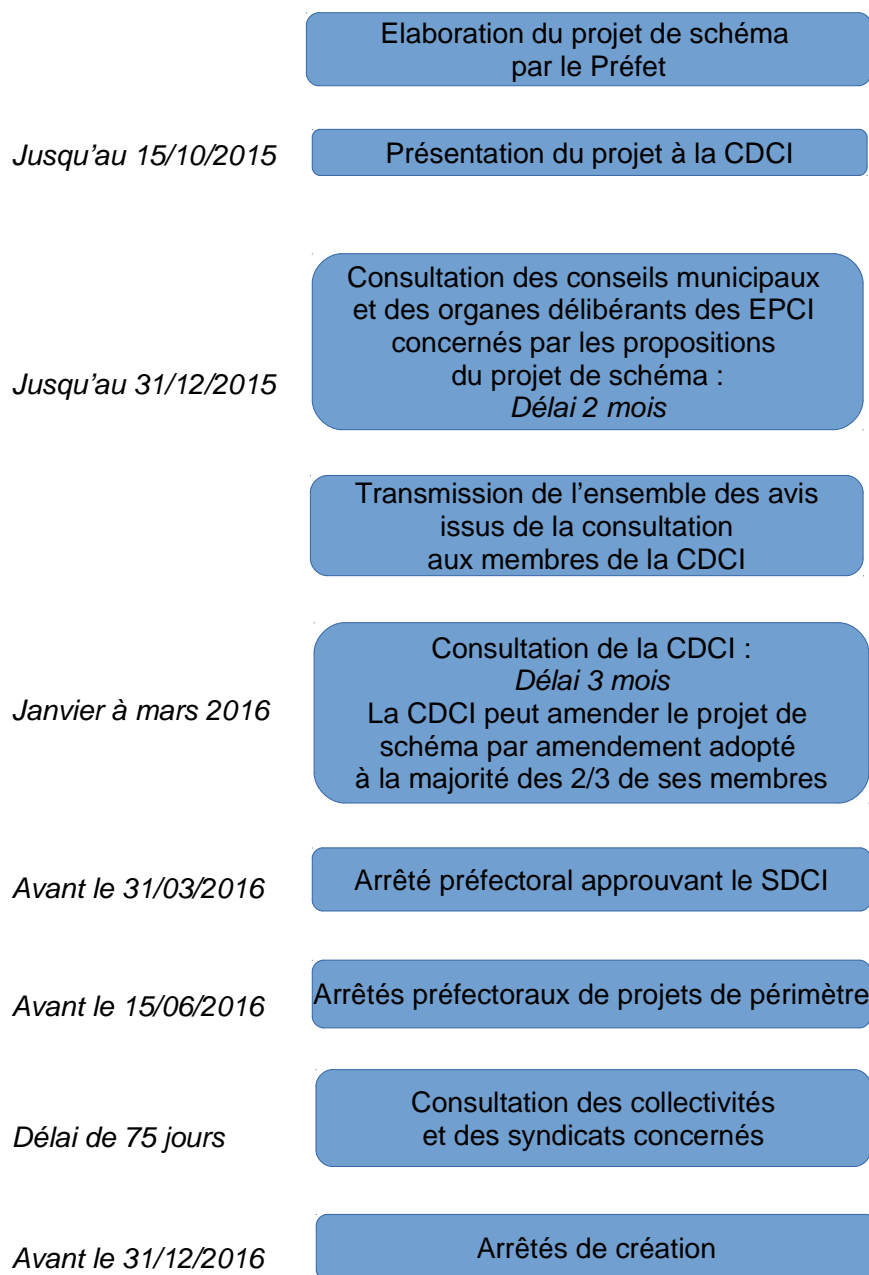 Elaboration du projet de schéma
par le Préfet
Jusqu’au 15/10/2015
Présentation du projet à la CDCI
Jusqu’au 31/12/2015
Consultation des conseils municipaux
et des organes délibérants des EPCI
concernés par les propositions
du projet de schéma :
Délai 2 mois
Transmission de l’ensemble des avis
issus de la consultation
aux membres de la CDCI
Janvier à mars 2016
Consultation de la CDCI :
Délai 3 mois
La CDCI peut amender le projet de
schéma par amendement adopté
à la majorité des 2/3 de ses membres
Avant le 31/03/2016
Arrêté préfectoral approuvant le SDCI
Avant le 15/06/2016
Arrêtés préfectoraux de projets de périmètre
Délai de 75 jours
Consultation des collectivités
et des syndicats concernés
Avant le 31/12/2016
Arrêtés de création